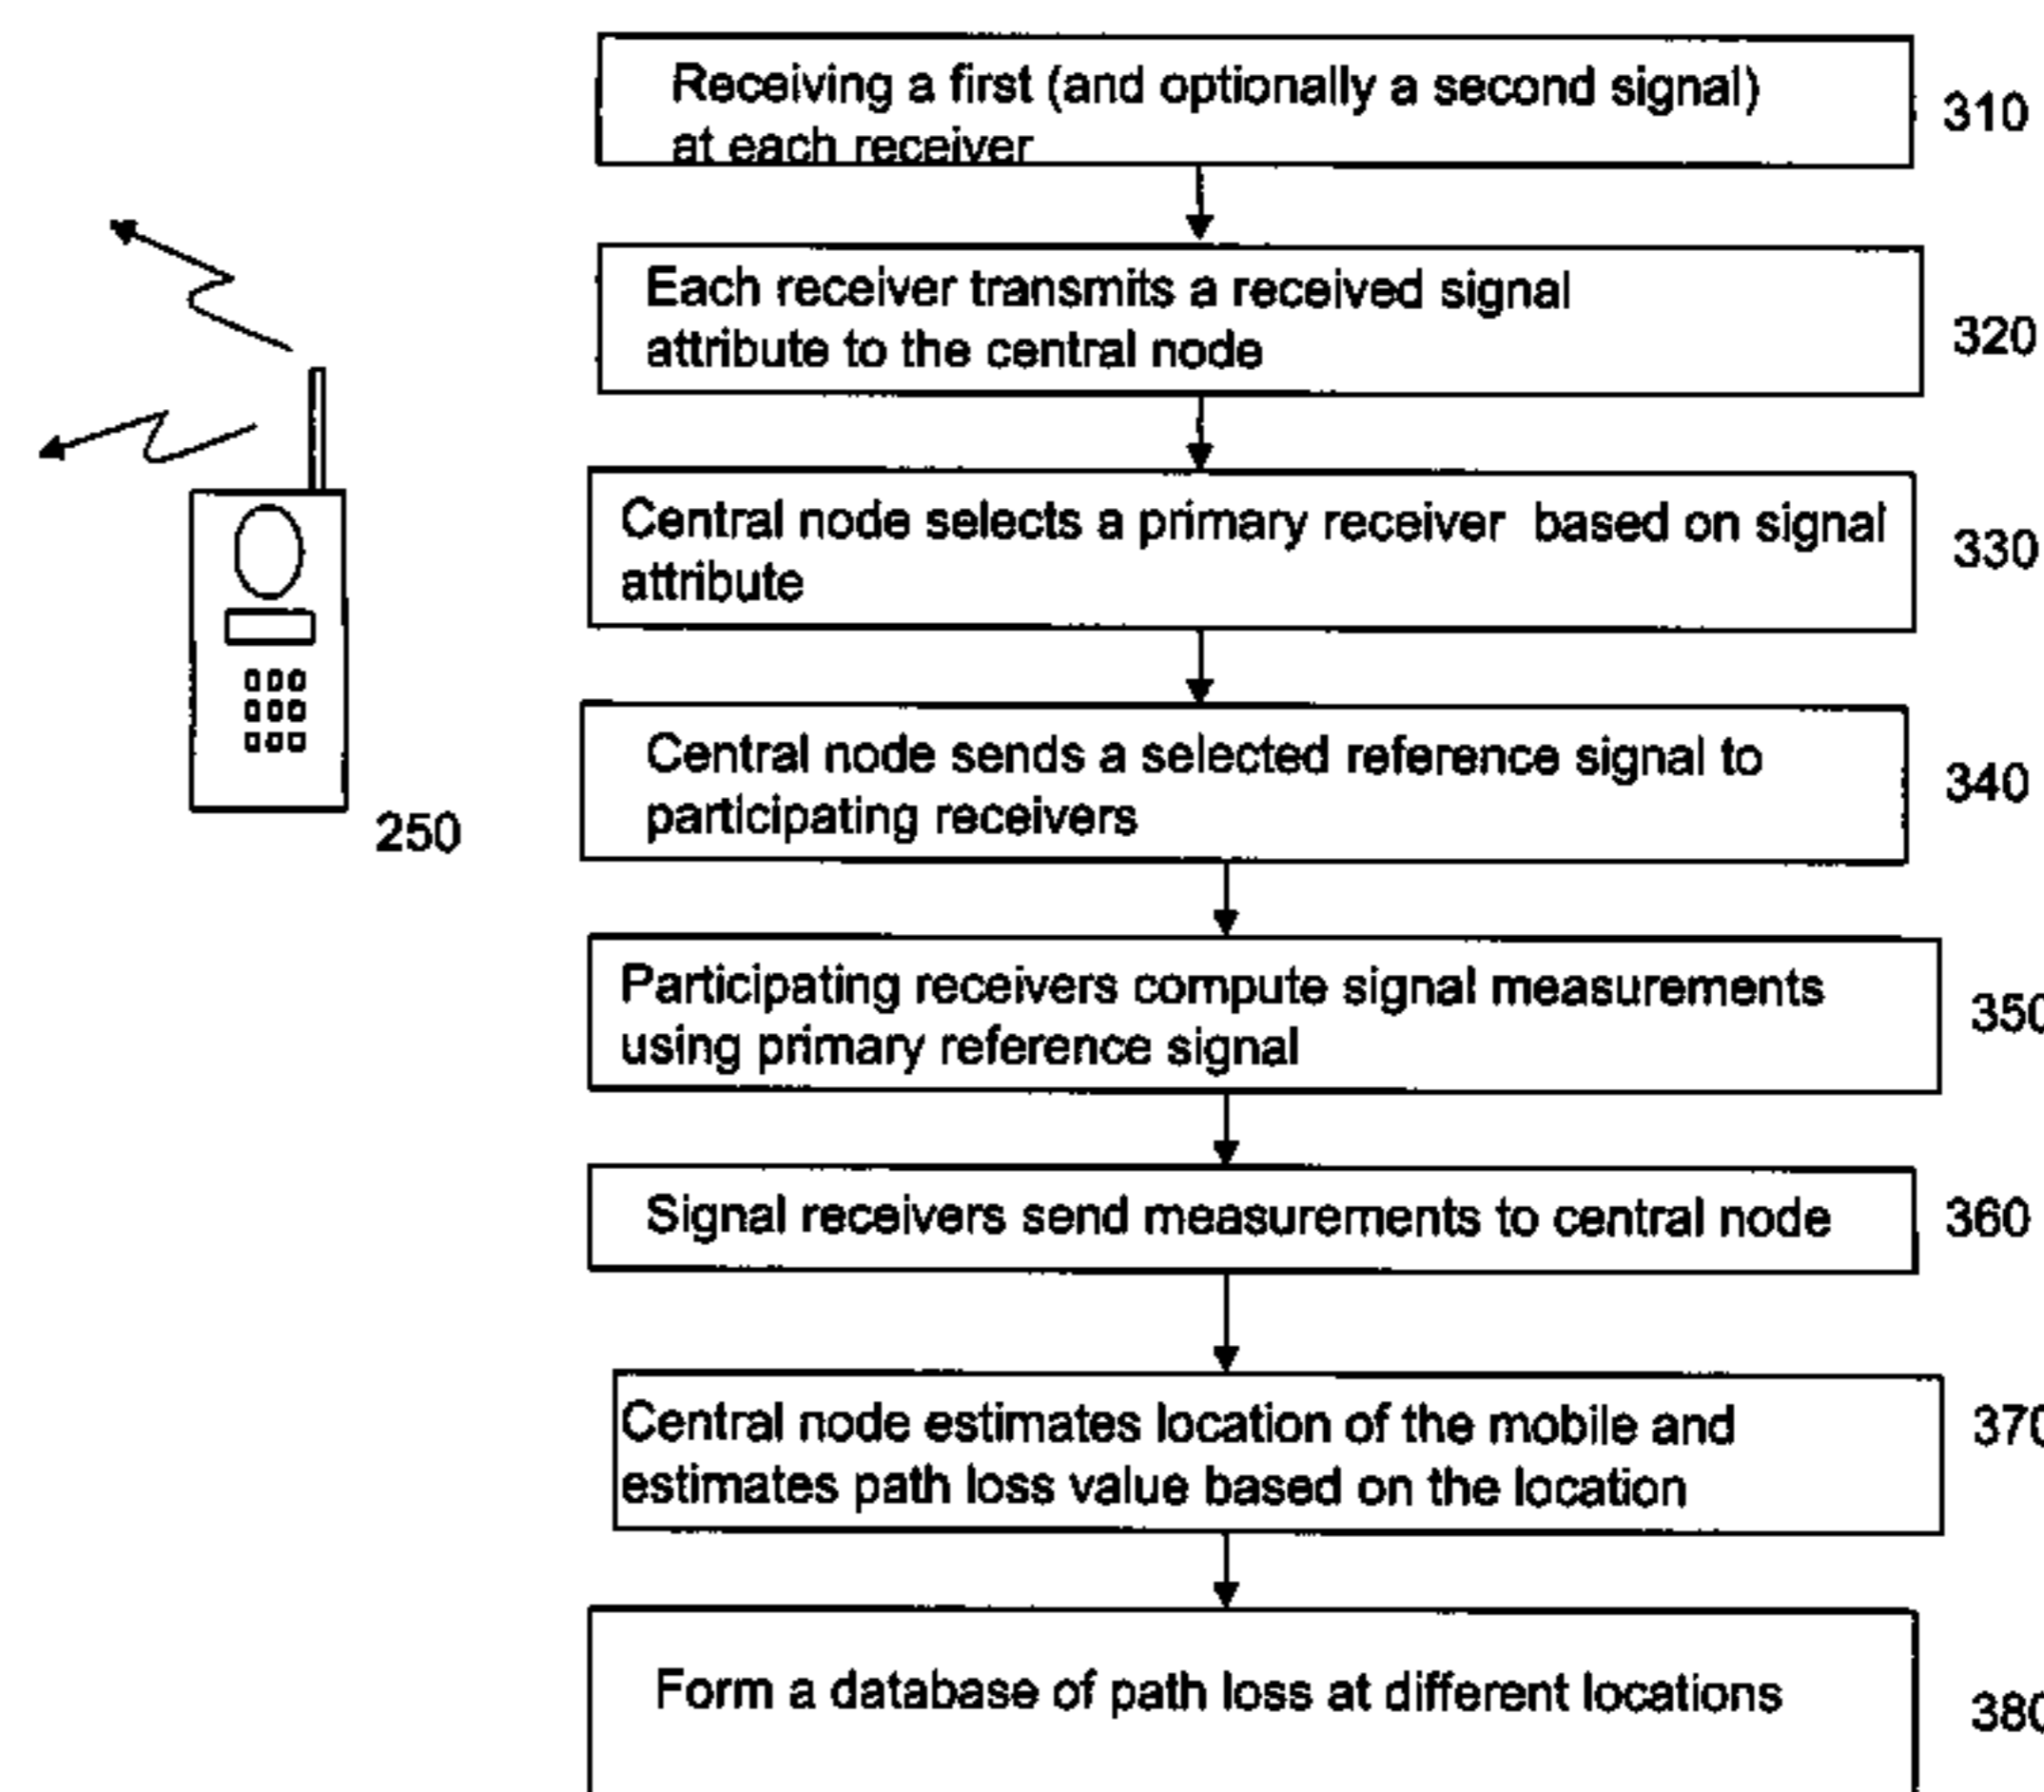 Receiving a first (and optionally a second signal)
at each receiver
310
Each receiver transmits a received signal
attribute to the central node
320
Central node selects a primary receiver based on signal
attribute
330
Central node sends a selected reference signal to
participating receivers
340
250
Participating receivers compute signal measurements
using primary reference signal
350
Signal receivers send measurements to central node
360
Central node estimates location of the mobile and
estimates path loss value based on the location
370
Form a database of path loss at different locations
380